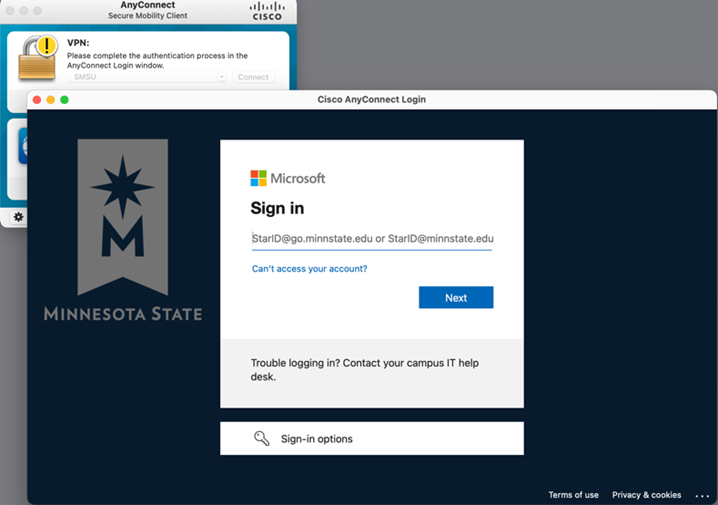 AnyConnect
Secure Mobility Client
CISCO
VPN:
Please complete the authentication process in the
AnyConnect Login window.
SMSU
Connect
Cisco AnyConnect Login
M
MINNESOTA STATE
Microsoft
Sign in
StarID@go.minnstate.edu or StarID@minnstate.edu
Can't access your account?
Next
Trouble logging in? Contact your campus IT help
desk.
Sign-in options
Terms of use
Privacy & cookies
...